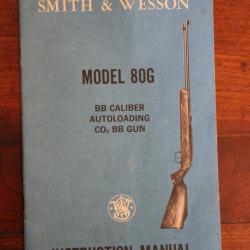 SMITH & WESSON
MODEL 80G
BB CALIBER
AUTOLOADING
CO₂ BB GUN
INSTRUCTION MANUAL